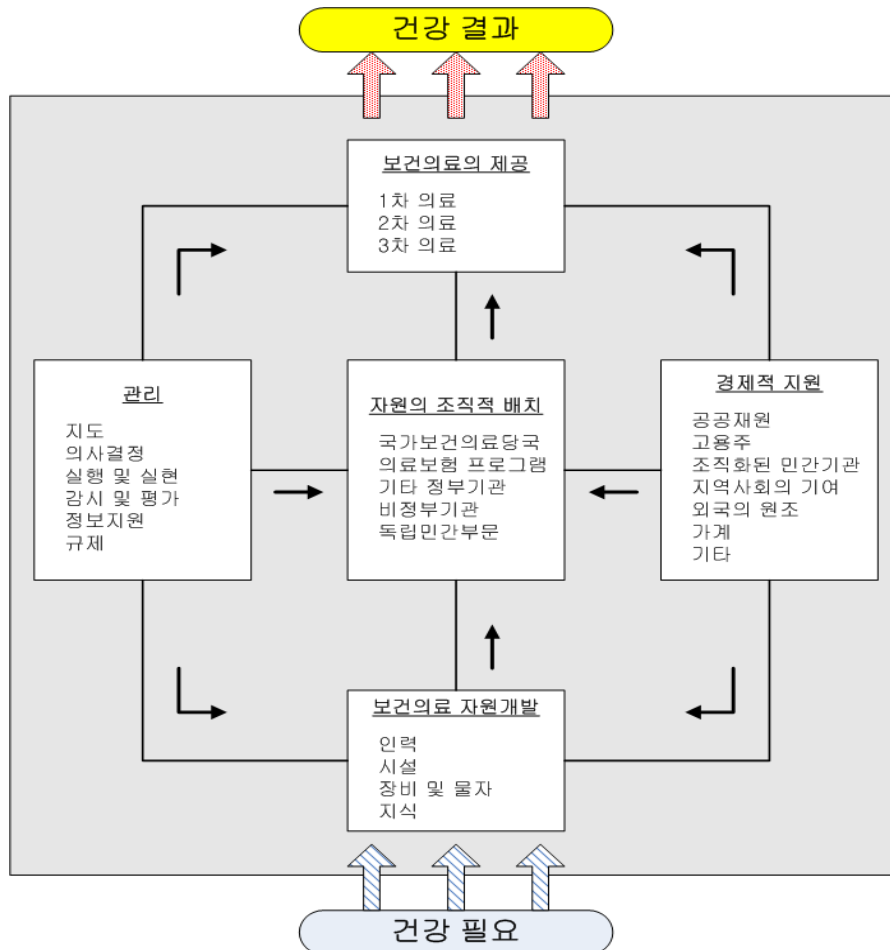 건강 결과
보건의료의 제공
1차 의료
2차 의료
3차 의료
관리
지도
의사결정
실행 및 실현
감시 및 평가
정보지원
규제
자원의 조직적 배치
국가보건의료당국
의료보험 프로그램
기타 정부기관
비정부기관
독립민간부문
경제적 지원
공공재원
고용주
조직화된 민간기관
지역사회의 기여
외국의 원조
가계
기타
보건의료 자원개발
인력
시설
장비 및 물자
지식
건강 필요